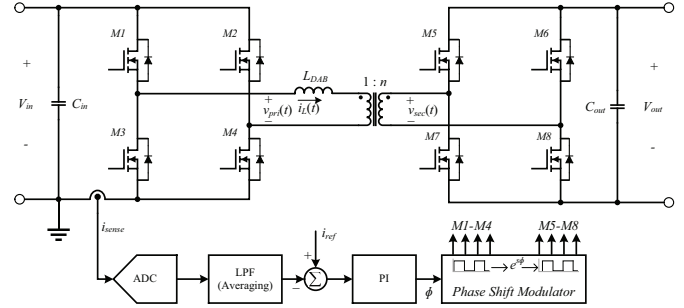 M1
M2
M5
M6
+
V_in
-
C_in
L_DAB
1 : n
+
v_pri(t)
−
i_L(t)
+
v_sec(t)
−
C_out
+
V_out
-
M3
M4
M7
M8
i_sense
i_ref
M1-M4
M5-M8
ADC
LPF
(Averaging)
+
−
Σ
PI
ϕ
e^sϕ
Phase Shift Modulator